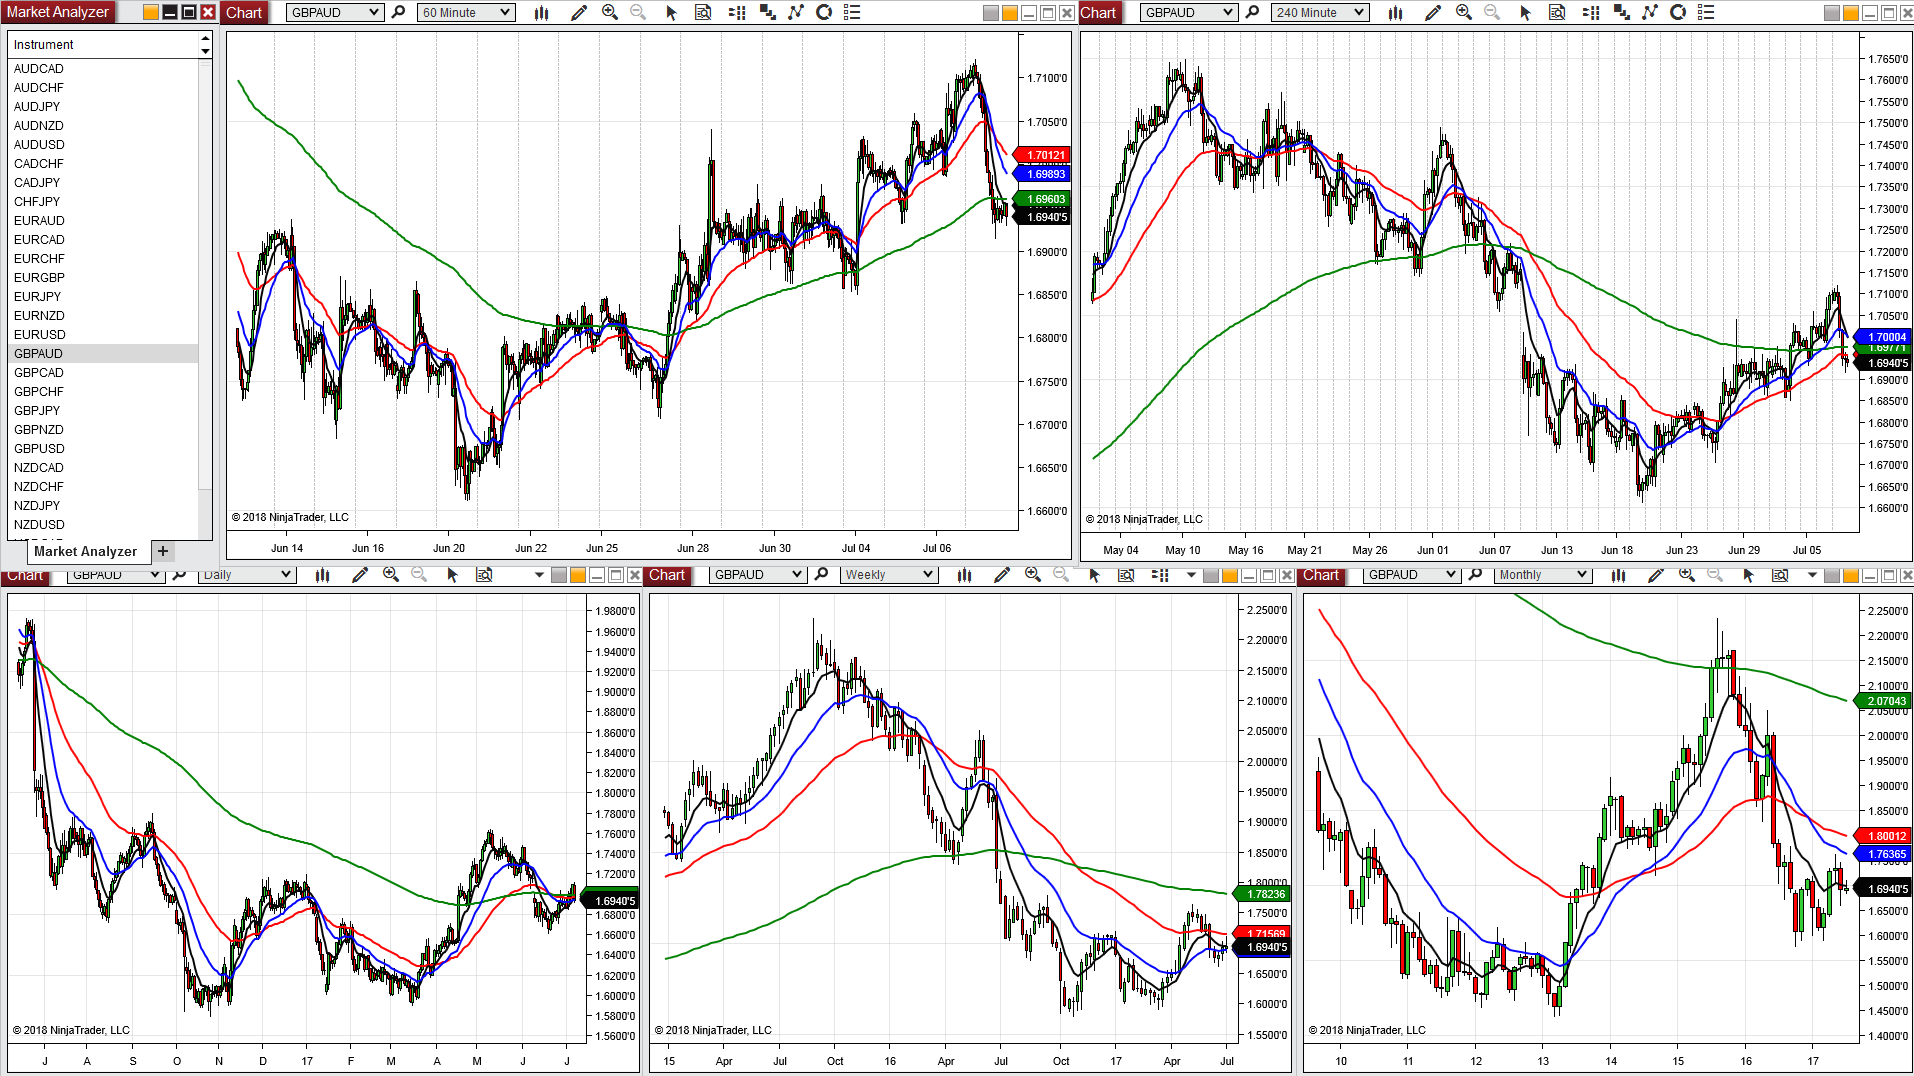 Market Analyzer
Instrument
AUDCAD
AUDCHF
AUDJPY
AUDNZD
AUDUSD
CADCHF
CADJPY
CHFJPY
EURAUD
EURCAD
EURCHF
EURGBP
EURJPY
EURNZD
EURUSD
GBPAUD
GBPCAD
GBPCHF
GBPJPY
GBPNZD
GBPUSD
NZDCAD
NZDCHF
NZDJPY
NZDUSD
Market Analyzer +
Chart GBPAUD 60 Minute
1.7100'0
1.7050'0
1.70121
1.69893
1.69603
1.6940'5
1.6900'0
1.6850'0
1.6800'0
1.6750'0
1.6700'0
1.6650'0
1.6600'0
© 2018 NinjaTrader, LLC
Jun 14 Jun 16 Jun 20 Jun 22 Jun 25 Jun 28 Jun 30 Jul 04 Jul 06
Chart GBPAUD 240 Minute
1.7650'0
1.7600'0
1.7550'0
1.7500'0
1.7450'0
1.7400'0
1.7350'0
1.7300'0
1.7250'0
1.7200'0
1.7150'0
1.7100'0
1.7050'0
1.70004
1.69771
1.6940'5
1.6900'0
1.6850'0
1.6800'0
1.6750'0
1.6700'0
1.6650'0
1.6600'0
© 2018 NinjaTrader, LLC
May 04 May 10 May 16 May 21 May 26 Jun 01 Jun 07 Jun 13 Jun 18 Jun 23 Jun 29 Jul 05
Chart GBPAUD Daily
1.9800'0
1.9600'0
1.9400'0
1.9200'0
1.9000'0
1.8800'0
1.8600'0
1.8400'0
1.8200'0
1.8000'0
1.7800'0
1.7600'0
1.7400'0
1.7200'0
1.6940'5
1.6800'0
1.6600'0
1.6400'0
1.6200'0
1.6000'0
1.5800'0
1.5600'0
© 2018 NinjaTrader, LLC
J A S O N D 17 F M A M J J
Chart GBPAUD Weekly
2.2500'0
2.2000'0
2.1500'0
2.1000'0
2.0500'0
2.0000'0
1.9500'0
1.9000'0
1.8500'0
1.8000'0
1.78236
1.7500'0
1.71569
1.6940'5
1.6500'0
1.6000'0
1.5500'0
© 2018 NinjaTrader, LLC
15 Apr Jul Oct 16 Apr Jul Oct 17 Apr Jul
Chart GBPAUD Monthly
2.2500'0
2.2000'0
2.1500'0
2.1000'0
2.07043
2.0500'0
2.0000'0
1.9500'0
1.9000'0
1.8500'0
1.80012
1.76365
1.6940'5
1.6500'0
1.6000'0
1.5500'0
1.5000'0
1.4500'0
1.4000'0
© 2018 NinjaTrader, LLC
10 11 12 13 14 15 16 17